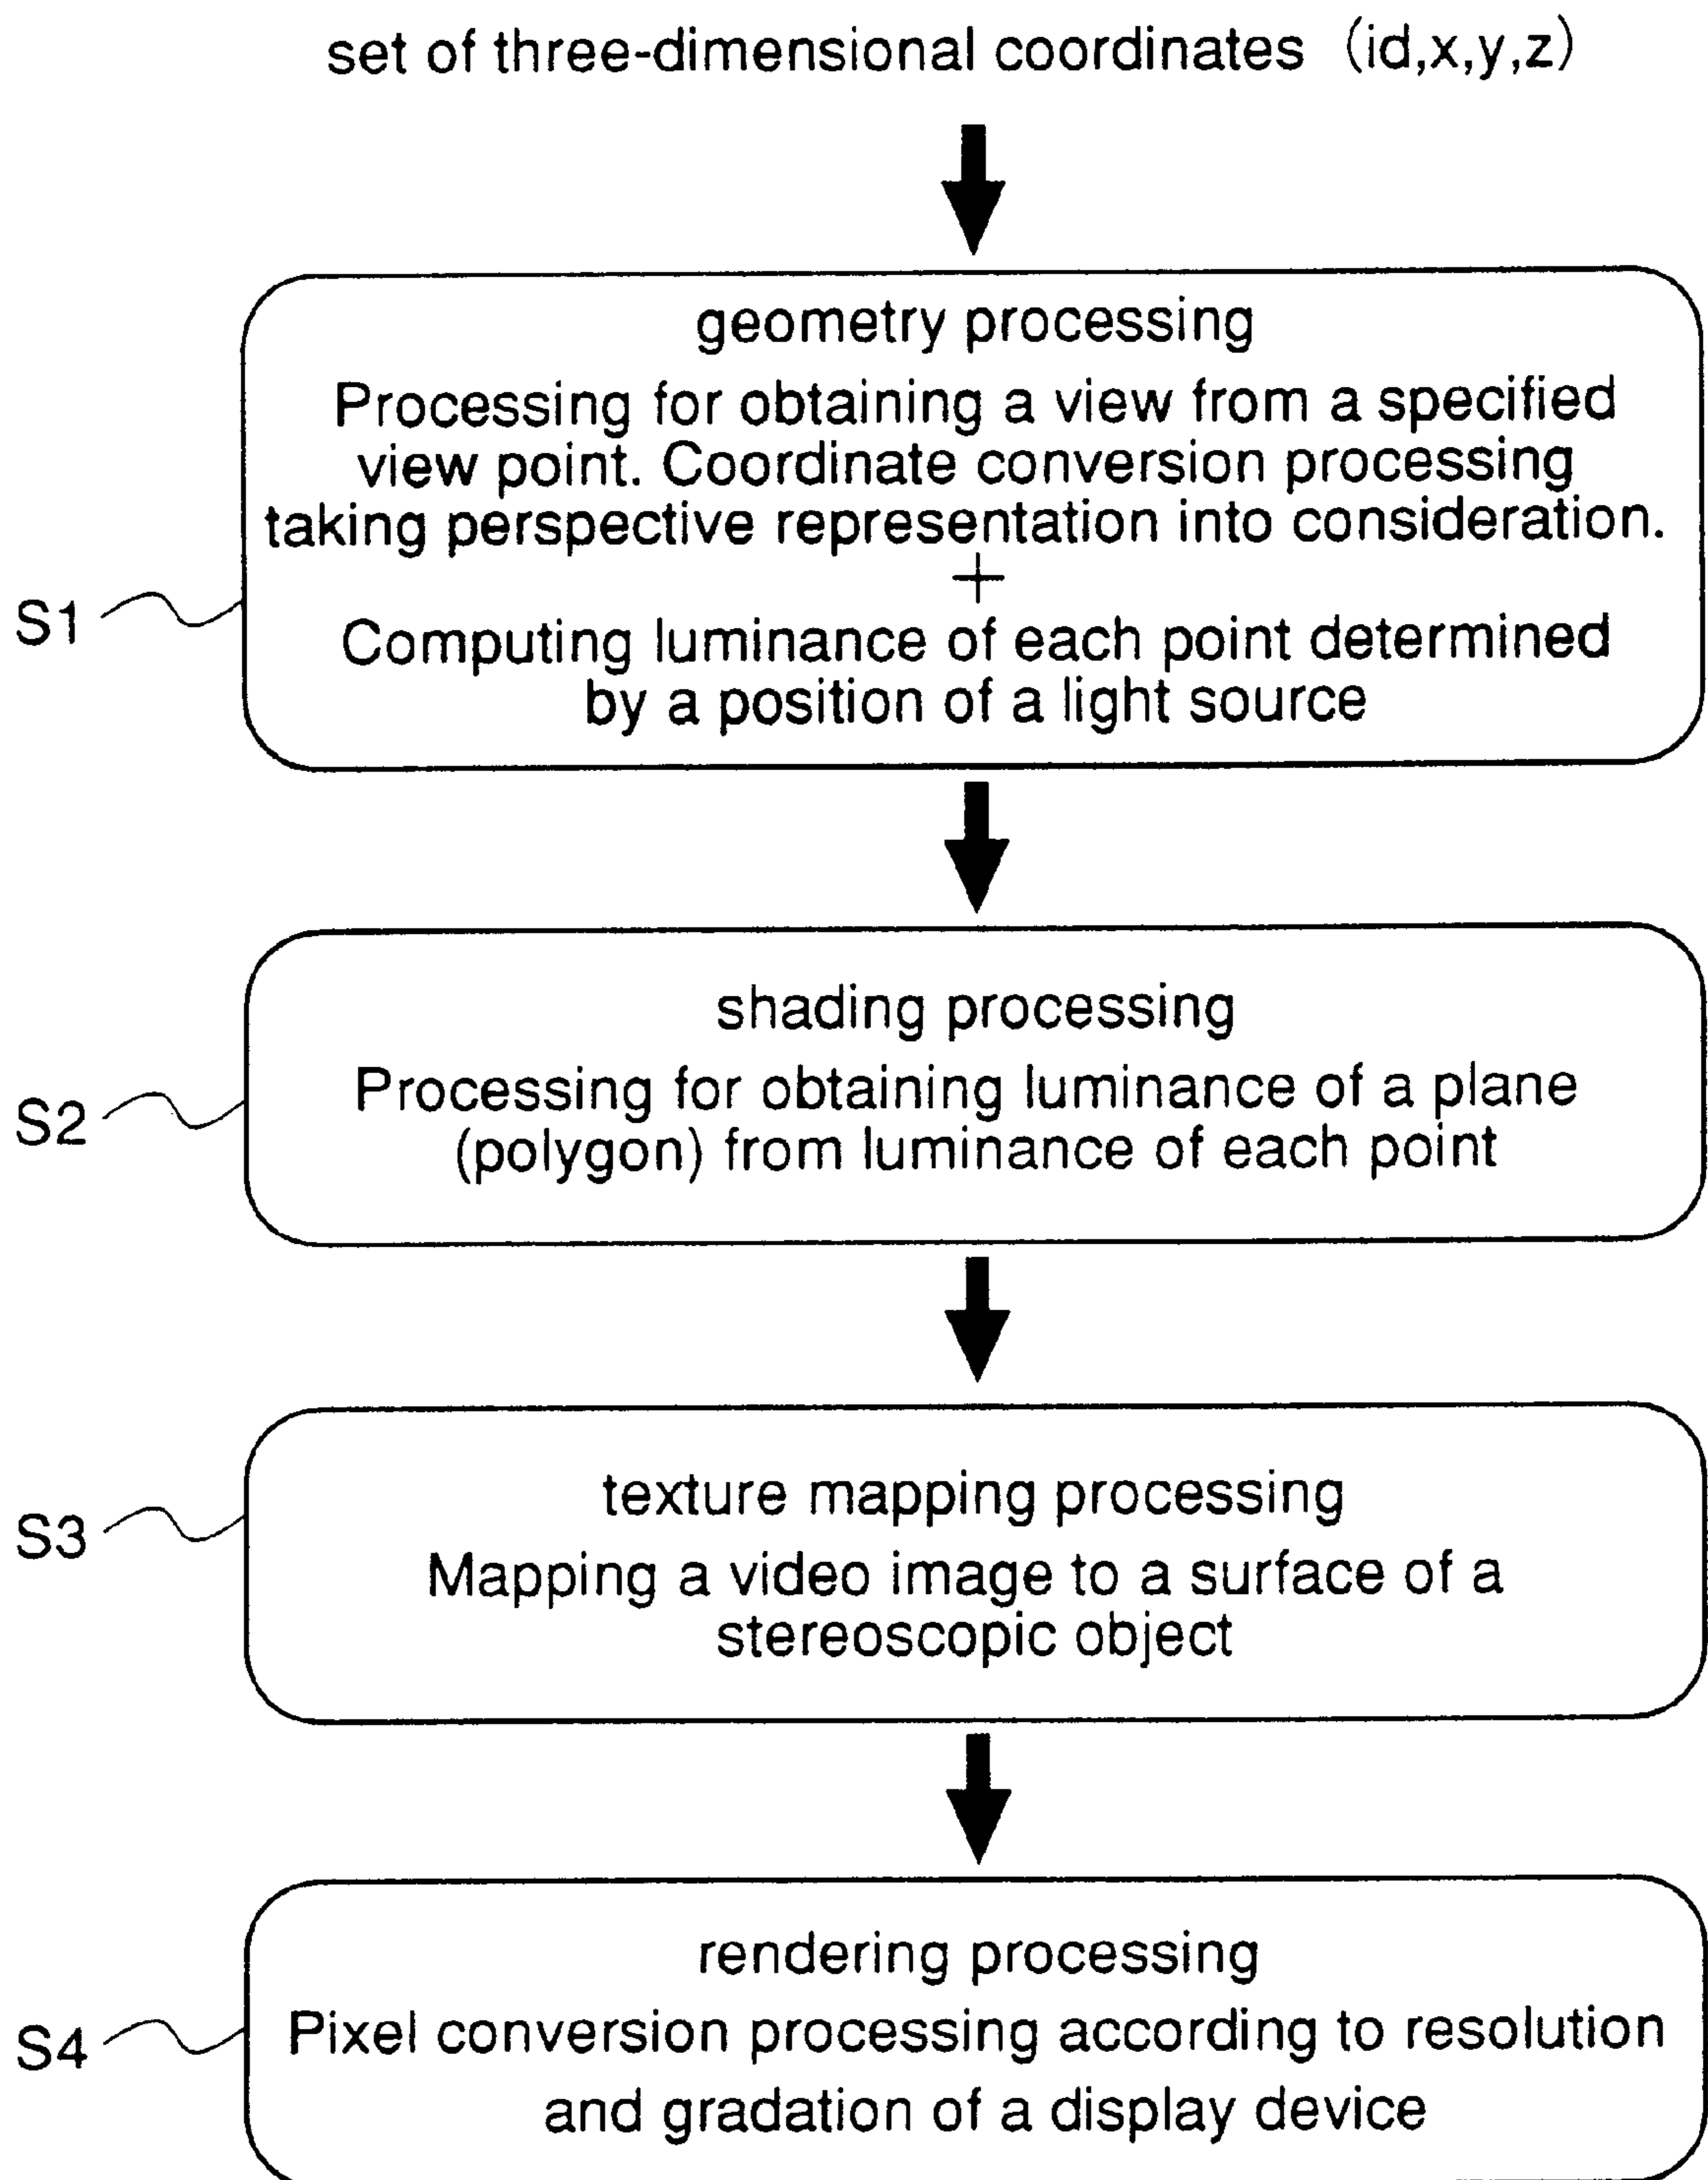 set of three-dimensional coordinates (id,x,y,z)
geometry processing
Processing for obtaining a view from a specified
view point. Coordinate conversion processing
taking perspective representation into consideration.
+
S1
Computing luminance of each point determined
by a position of a light source
shading processing
S2
Processing for obtaining luminance of a plane
(polygon) from luminance of each point
texture mapping processing
S3
Mapping a video image to a surface of a
stereoscopic object
rendering processing
S4
Pixel conversion processing according to resolution
and gradation of a display device